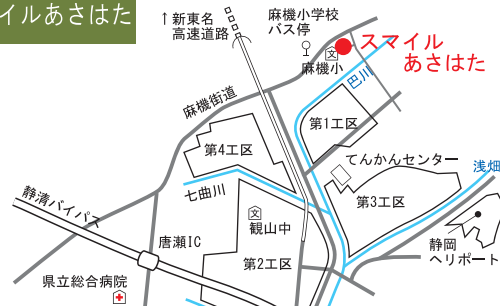 イルあさはた
↑新東名
高速道路
麻機小学校
バス停
スマイル
あさはた
麻機小
巴川
麻機街道
第1工区
第4工区
てんかんセンター
浅畑
七曲川
第3工区
静清バイパス
観山中
唐瀬IC
第2工区
静岡
ヘリポート
県立総合病院
文
文